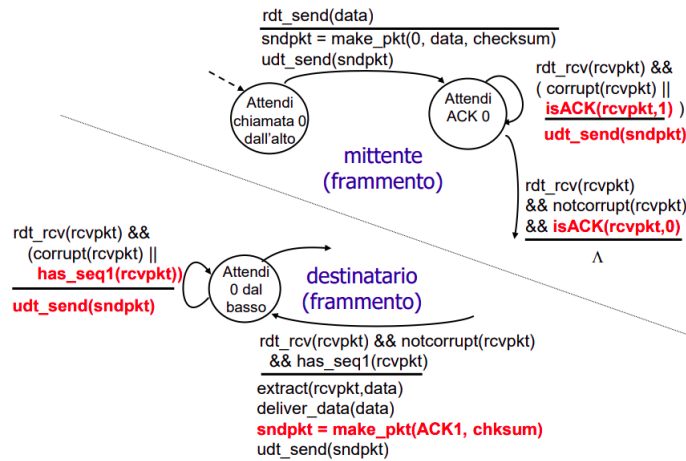 rdt_send(data)
sndpkt = make_pkt(0, data, checksum)
udt_send(sndpkt)
Attendi
chiamata 0
dall'alto
Attendi
ACK 0
rdt_rcv(rcvpkt) &&
( corrupt(rcvpkt) ||
isACK(rcvpkt,1) )
udt_send(sndpkt)
mittente
(frammento)
rdt_rcv(rcvpkt)
&& notcorrupt(rcvpkt)
&& isACK(rcvpkt,0)
Λ
rdt_rcv(rcvpkt) &&
(corrupt(rcvpkt) ||
has_seq1(rcvpkt))
udt_send(sndpkt)
Attendi
0 dal
basso
destinatario
(frammento)
rdt_rcv(rcvpkt) && notcorrupt(rcvpkt)
&& has_seq1(rcvpkt)
extract(rcvpkt,data)
deliver_data(data)
sndpkt = make_pkt(ACK1, chksum)
udt_send(sndpkt)